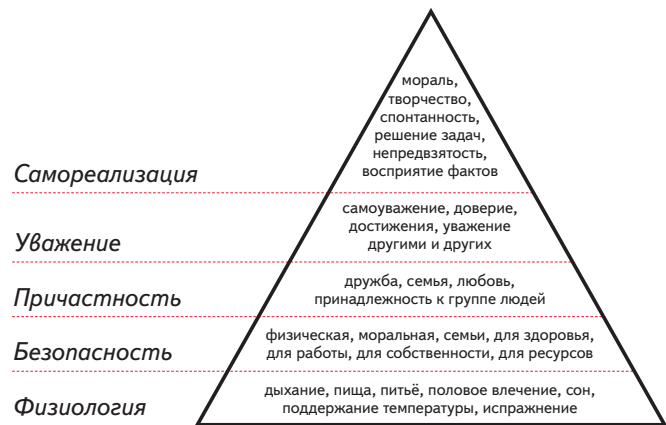 мораль,
творчество,
спонтанность,
решение задач,
непредвзятость,
восприятие фактов
Самореализация
самоуважение, доверие,
достижения, уважение
другими и других
Уважение
дружба, семья, любовь,
принадлежность к группе людей
Причастность
физическая, моральная, семьи, для здоровья,
для работы, для собственности, для ресурсов
Безопасность
дыхание, пища, питьё, половое влечение, сон,
поддержание температуры, испражнение
Физиология